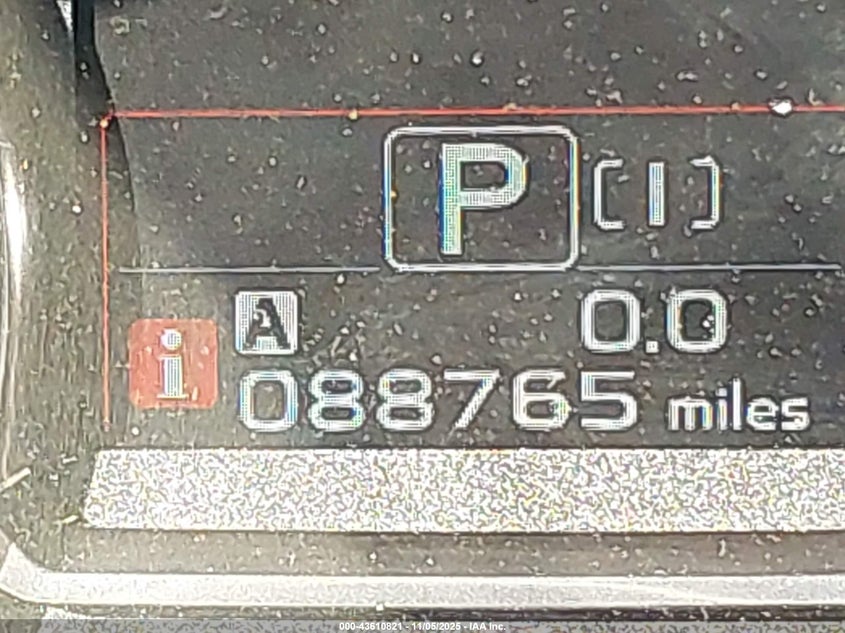 P [1]
i A 0.0
088765 miles
000-43610821 - 11/05/2025 - IAA Inc.